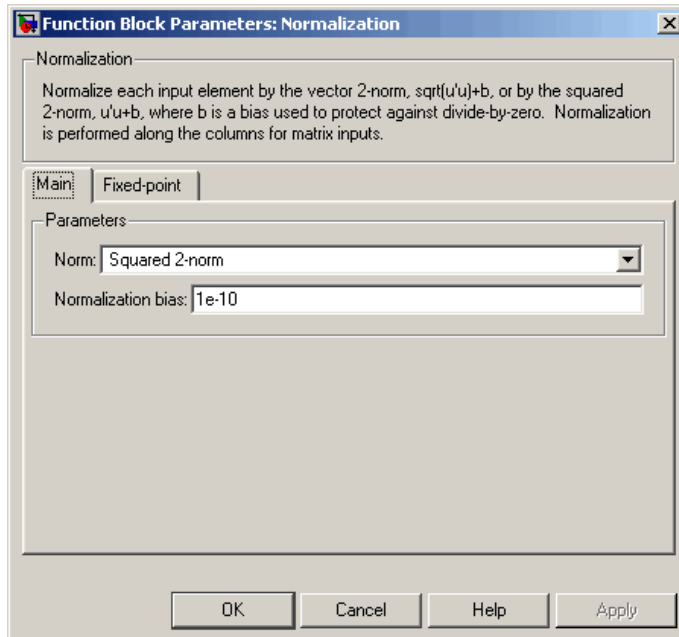 Function Block Parameters: Normalization
Normalization
Normalize each input element by the vector 2-norm, sqrt(u'u)+b, or by the squared
2-norm, u'u+b, where b is a bias used to protect against divide-by-zero.  Normalization
is performed along the columns for matrix inputs.
Main Fixed-point
Parameters
Norm: Squared 2-norm
Normalization bias: 1e-10
OK Cancel Help Apply